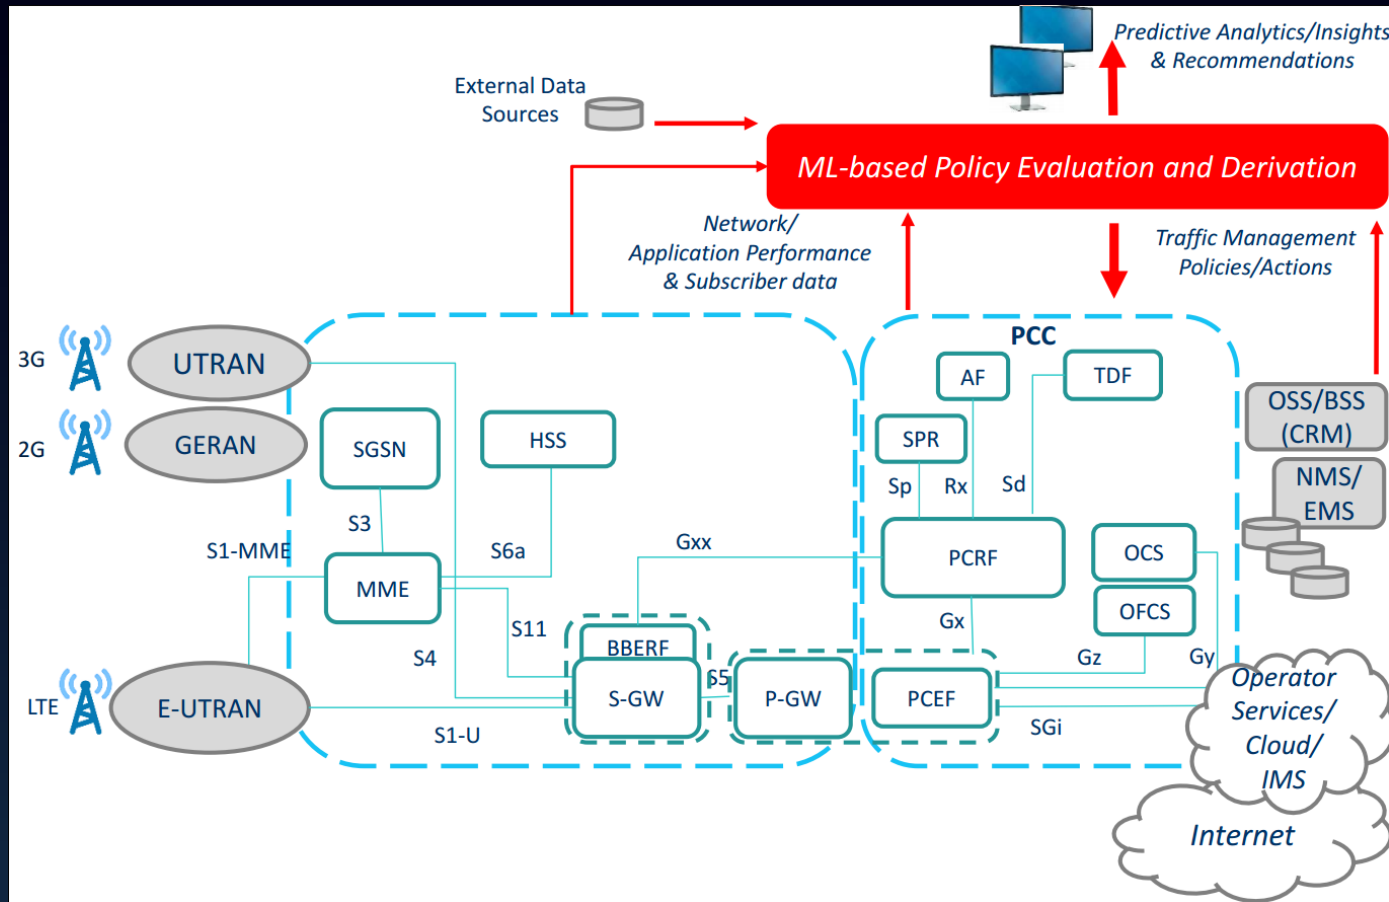 Predictive Analytics/Insights
& Recommendations
External Data
Sources
ML-based Policy Evaluation and Derivation
Network/
Application Performance
& Subscriber data
Traffic Management
Policies/Actions
3G
UTRAN
2G
GERAN
SGSN
HSS
S3
S1-MME
S6a
MME
S11
S4
Gxx
BBERF
S-GW
S5
P-GW
LTE
E-UTRAN
S1-U
PCC
AF
TDF
SPR
Sp
Rx
Sd
PCRF
OCS
OFCS
Gx
Gz
Gy
PCEF
SGi
OSS/BSS
(CRM)
NMS/
EMS
Operator
Services/
Cloud/
IMS
Internet